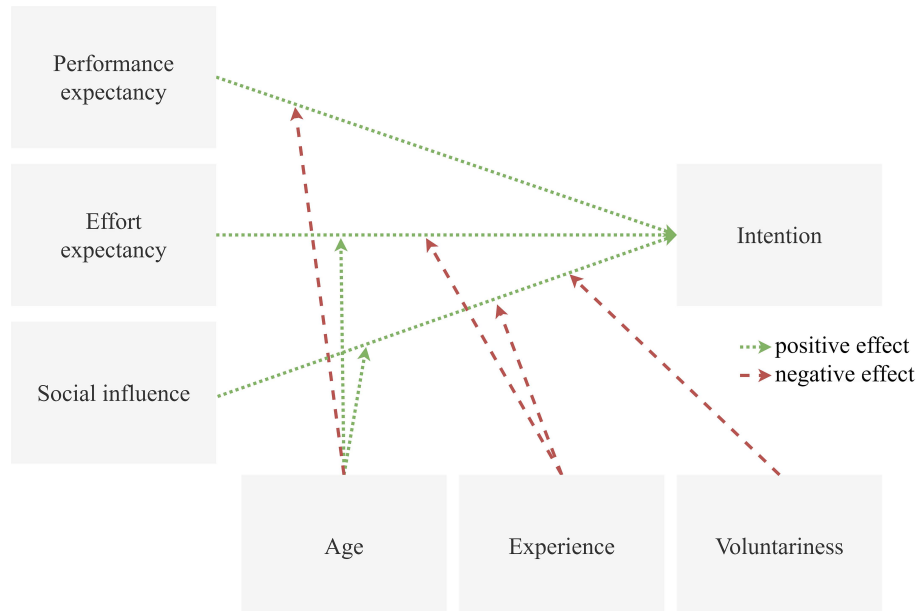 Performance
expectancy
Effort
expectancy
Intention
Social influence
positive effect
negative effect
Age
Experience
Voluntariness